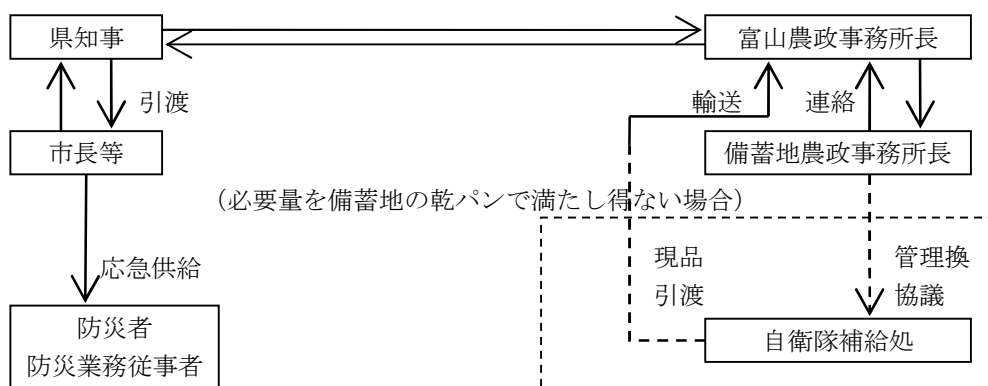 県知事
富山農政事務所長
引渡
輸送
連絡
市長等
備蓄地農政事務所長
（必要量を備蓄地の乾パンで満たし得ない場合）
応急供給
現品
引渡
管理換
協議
防災者
防災業務従事者
自衛隊補給処